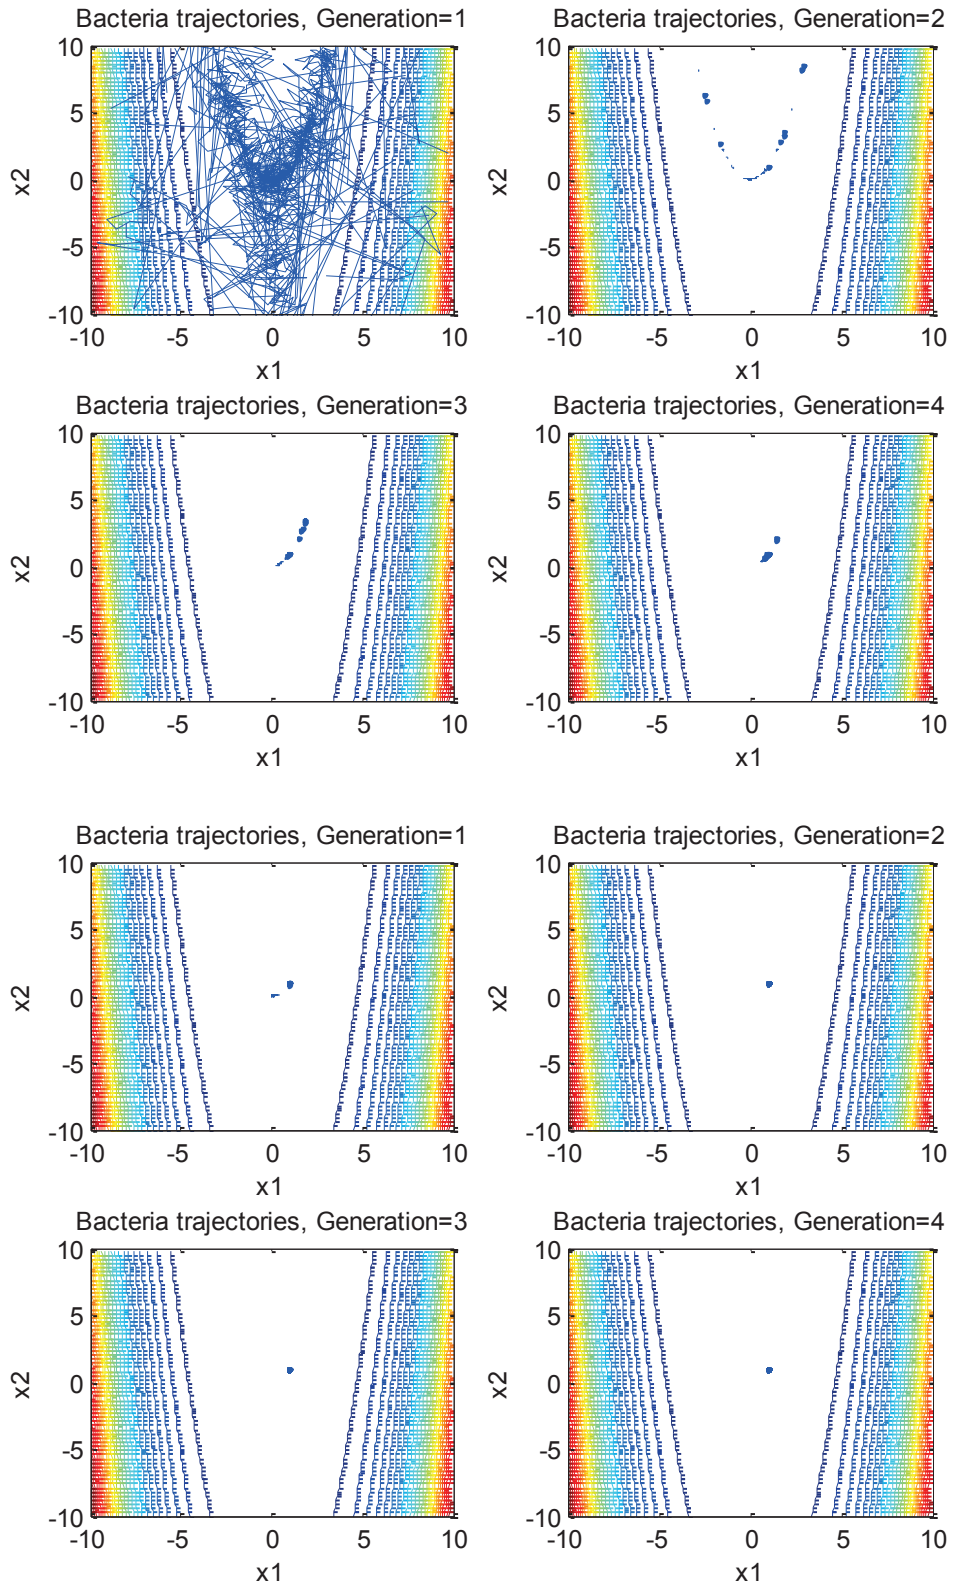 Bacteria trajectories, Generation=1
Bacteria trajectories, Generation=2
10
5
0
-5
-10
x2
-10 -5 0 5 10
x1
10
5
0
-5
-10
x2
-10 -5 0 5 10
x1
Bacteria trajectories, Generation=3
Bacteria trajectories, Generation=4
10
5
0
-5
-10
x2
-10 -5 0 5 10
x1
10
5
0
-5
-10
x2
-10 -5 0 5 10
x1
Bacteria trajectories, Generation=1
Bacteria trajectories, Generation=2
10
5
0
-5
-10
x2
-10 -5 0 5 10
x1
10
5
0
-5
-10
x2
-10 -5 0 5 10
x1
Bacteria trajectories, Generation=3
Bacteria trajectories, Generation=4
10
5
0
-5
-10
x2
-10 -5 0 5 10
x1
10
5
0
-5
-10
x2
-10 -5 0 5 10
x1